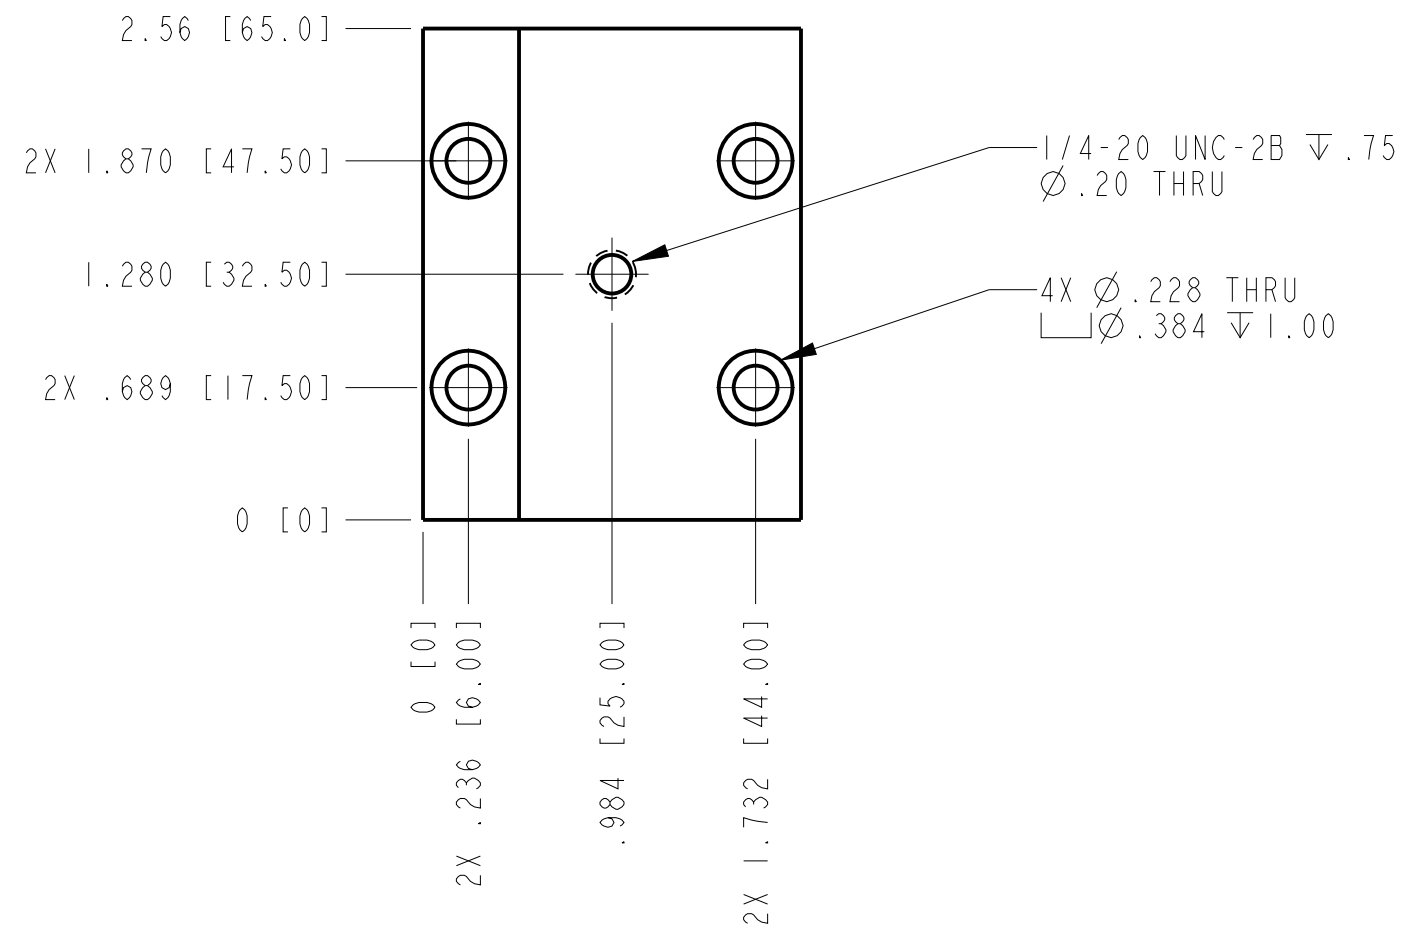 2.56 [65.0]
2X 1.870 [47.50]
1.280 [32.50]
2X .689 [17.50]
0 [0]
1/4-20 UNC-2B ↧ .75
⌀.20 THRU
4X ⌀.228 THRU
⌴⌀.384 ↧1.00
0 [0]
2X .236 [6.00]
.984 [25.00]
2X 1.732 [44.00]